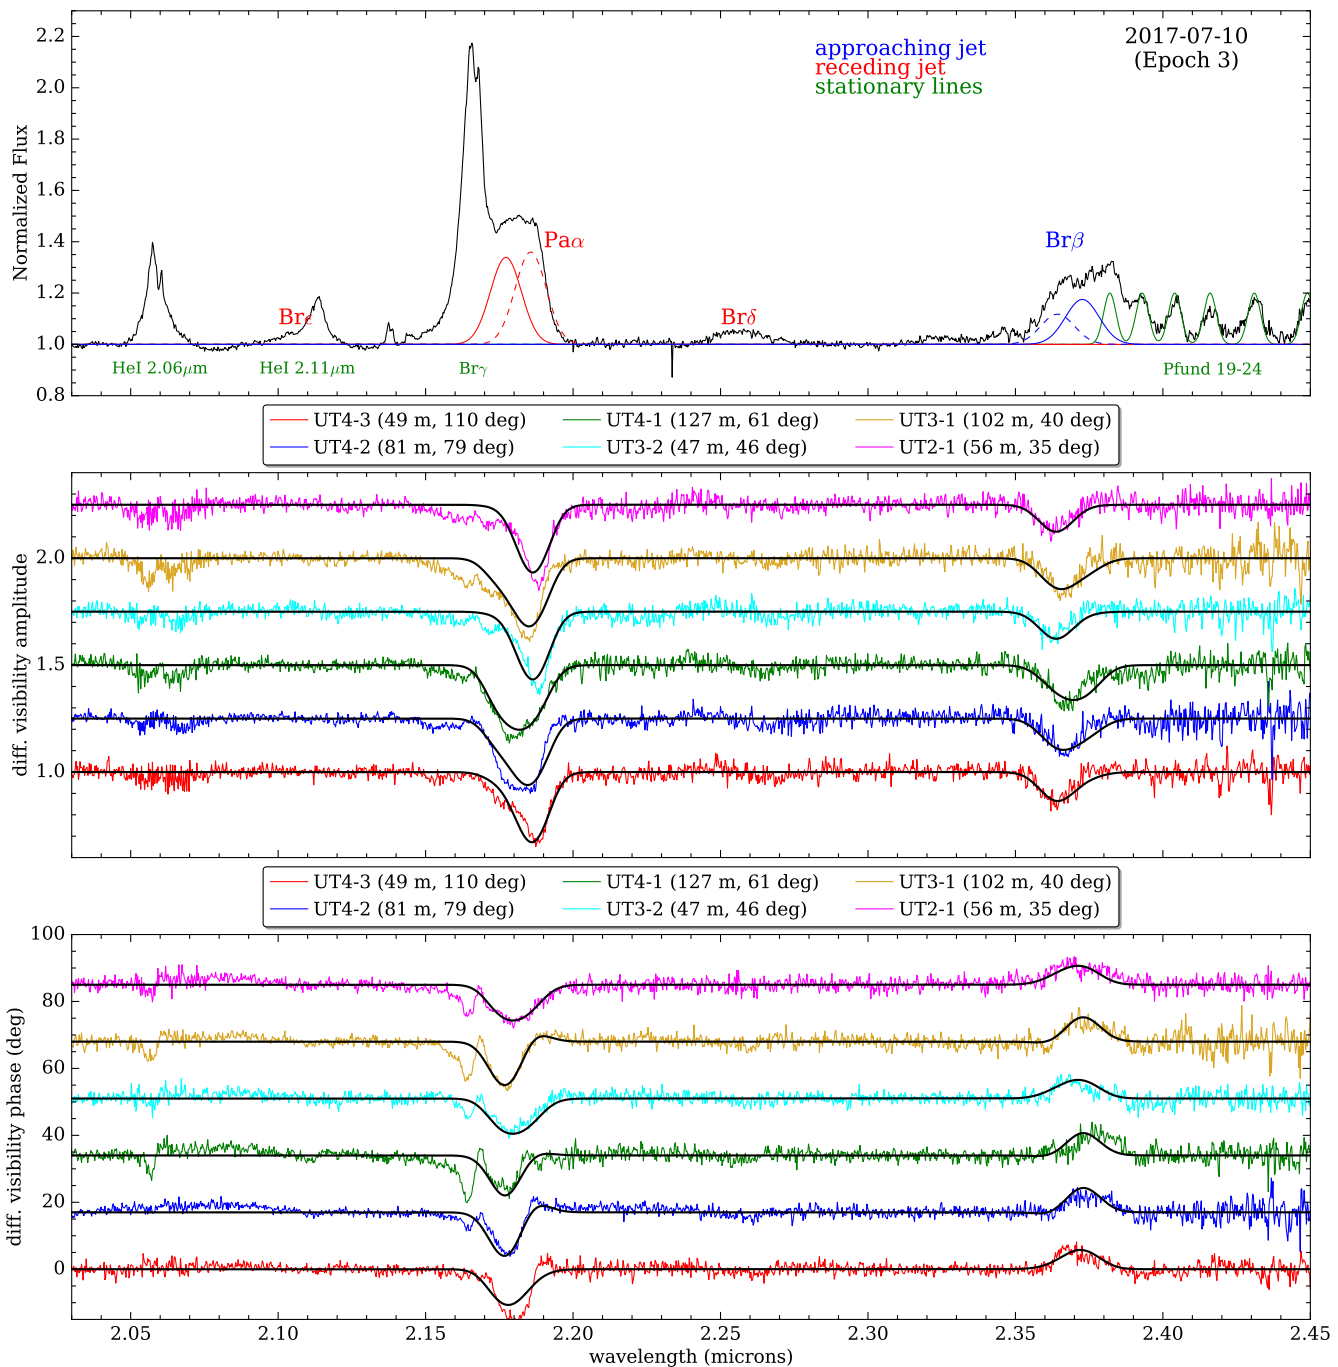 2017-07-10
(Epoch 3)
approaching jet
receding jet
stationary lines
Normalized Flux
2.2
2.0
1.8
1.6
1.4
1.2
1.0
0.8
Paα
Brβ
Brϵ
Brδ
HeI 2.06μm
HeI 2.11μm
Brγ
Pfund 19-24
UT4-3 (49 m, 110 deg)
UT4-1 (127 m, 61 deg)
UT3-1 (102 m, 40 deg)
UT4-2 (81 m, 79 deg)
UT3-2 (47 m, 46 deg)
UT2-1 (56 m, 35 deg)
diff. visibility amplitude
2.0
1.5
1.0
UT4-3 (49 m, 110 deg)
UT4-1 (127 m, 61 deg)
UT3-1 (102 m, 40 deg)
UT4-2 (81 m, 79 deg)
UT3-2 (47 m, 46 deg)
UT2-1 (56 m, 35 deg)
diff. visibility phase (deg)
100
80
60
40
20
0
2.05 2.10 2.15 2.20 2.25 2.30 2.35 2.40 2.45
wavelength (microns)